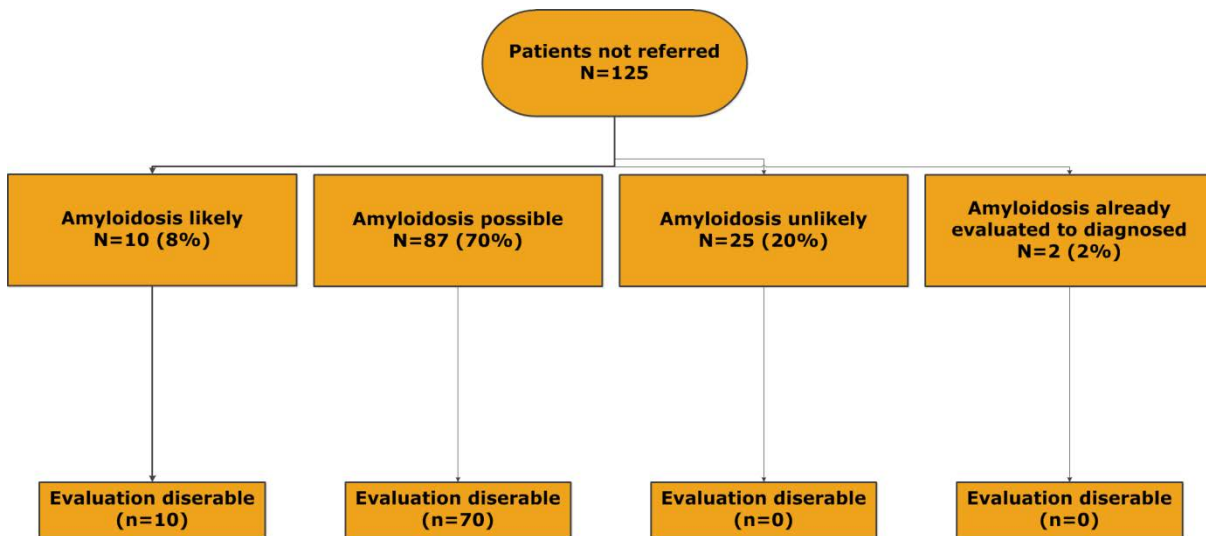 Patients not referred
N=125
Amyloidosis likely
N=10 (8%)
Amyloidosis possible
N=87 (70%)
Amyloidosis unlikely
N=25 (20%)
Amyloidosis already
evaluated to diagnosed
N=2 (2%)
Evaluation diserable
(n=10)
Evaluation diserable
(n=70)
Evaluation diserable
(n=0)
Evaluation diserable
(n=0)